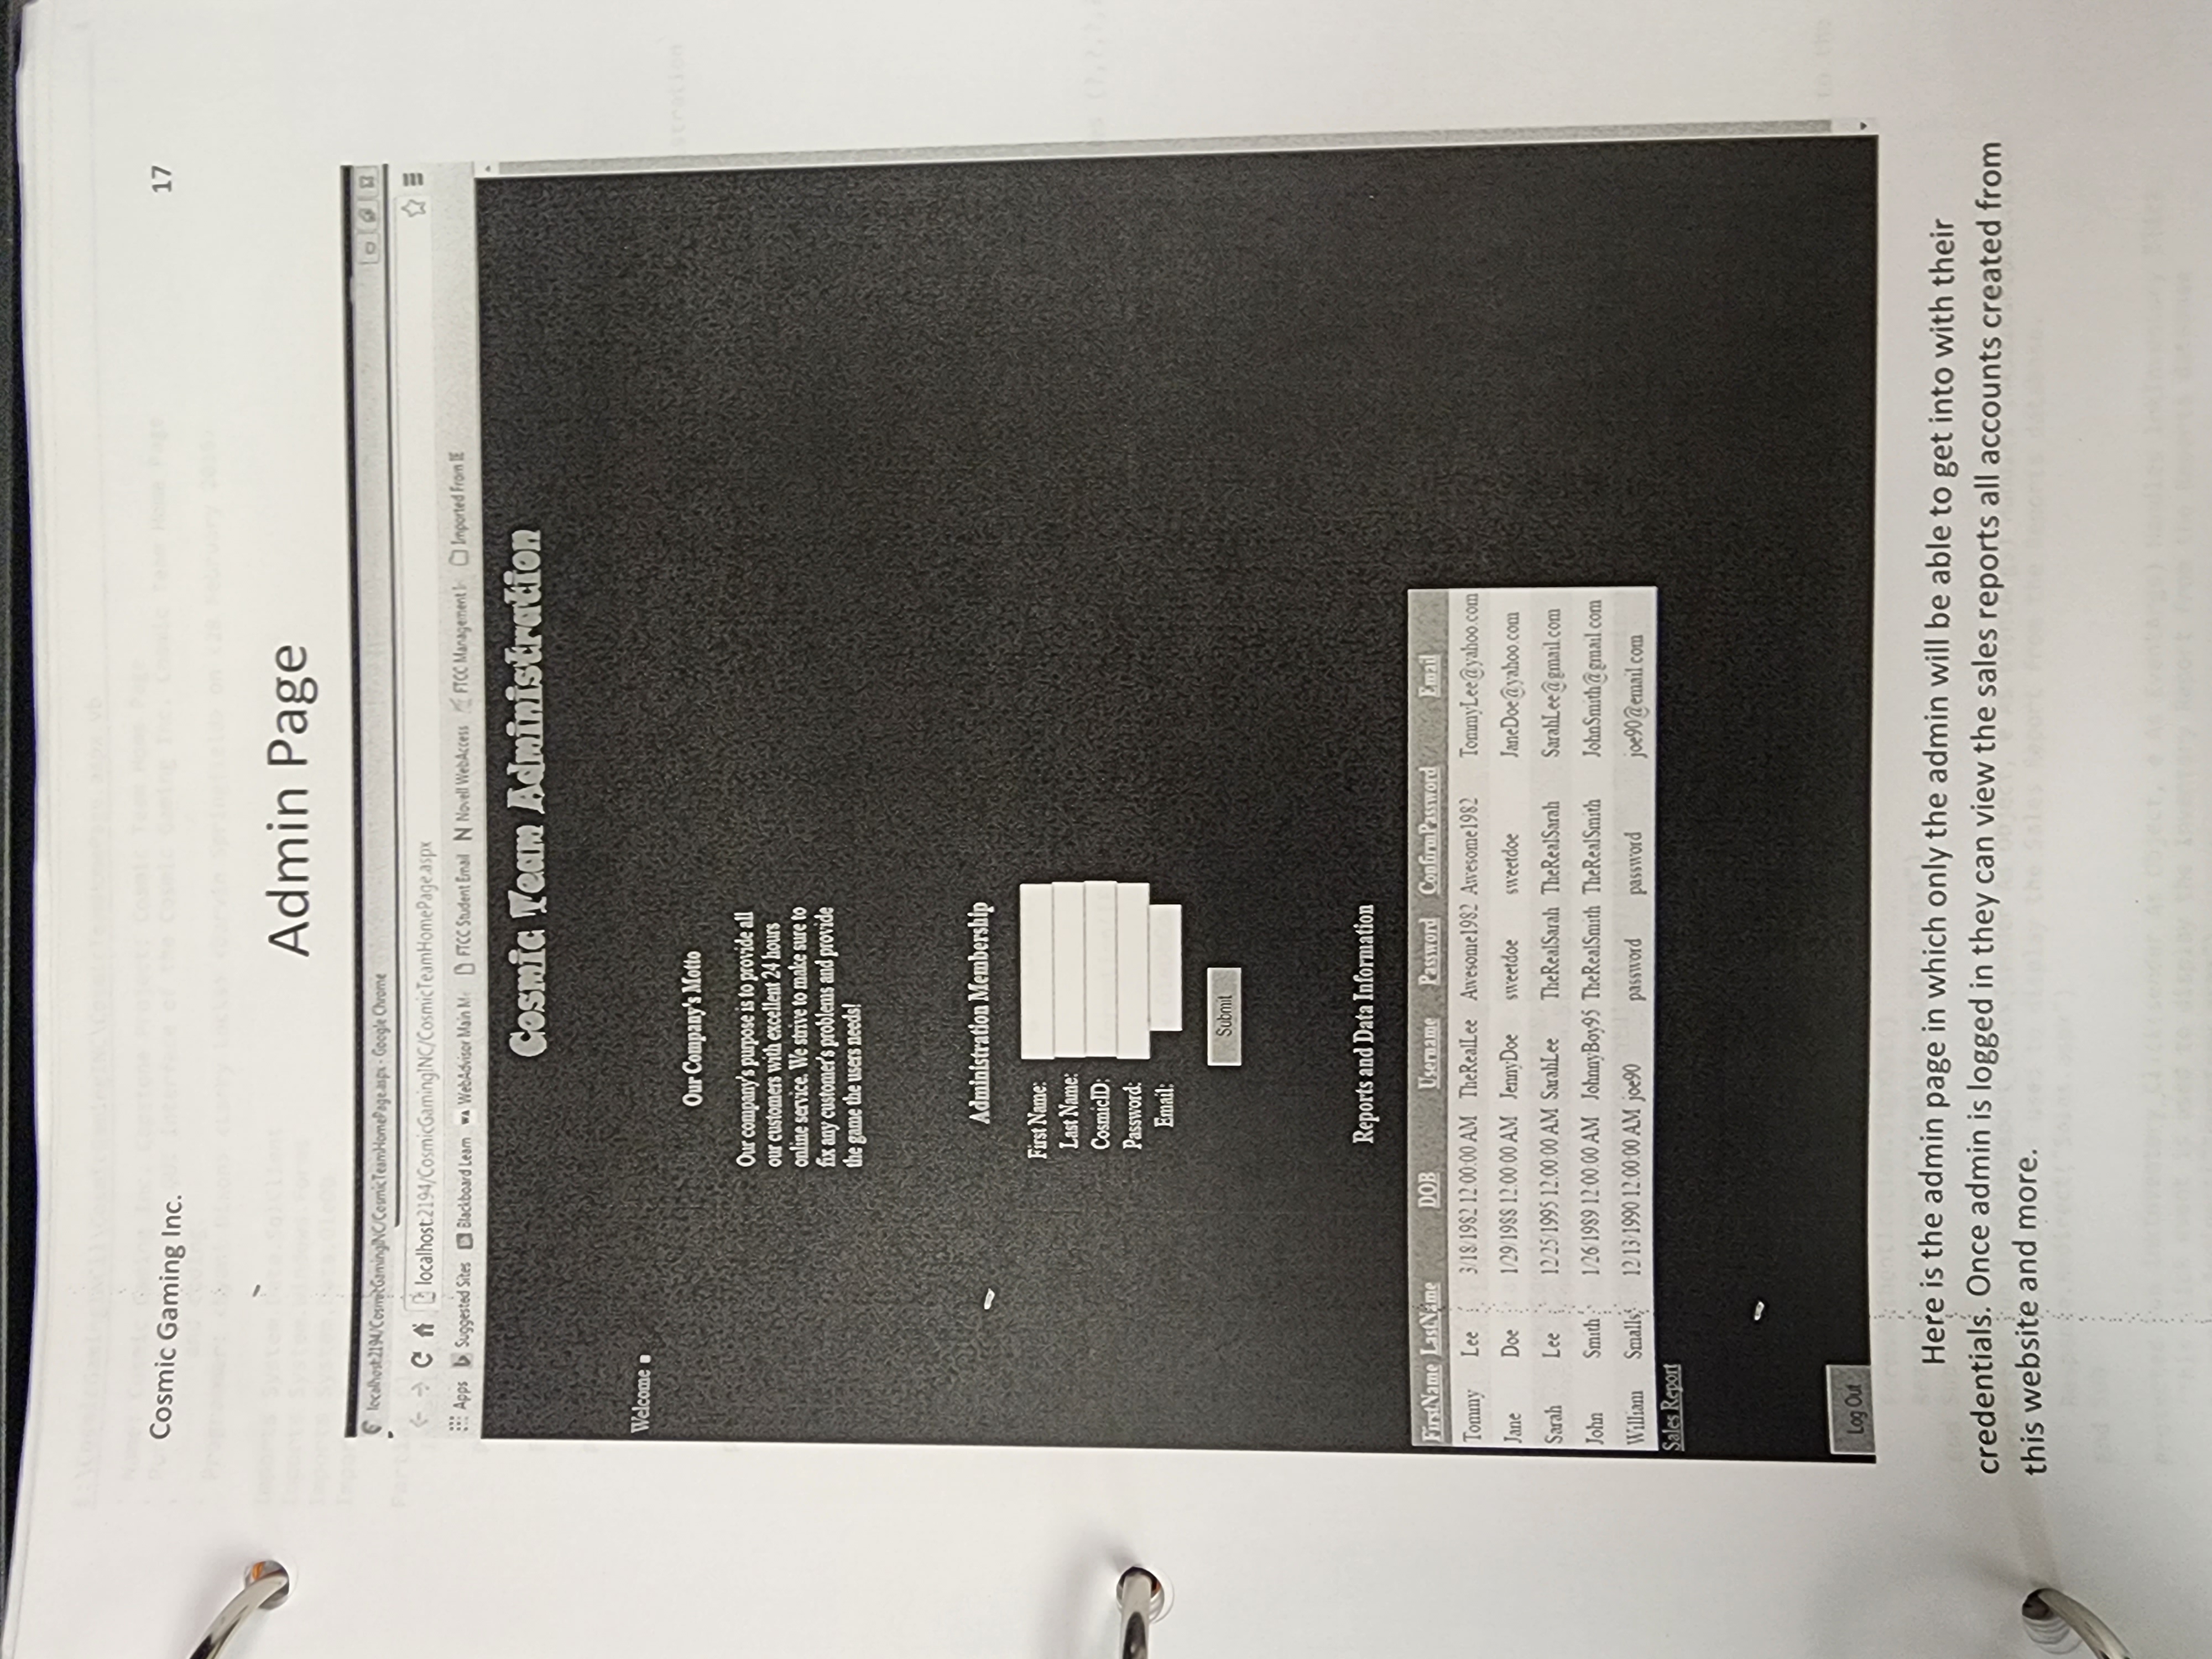 Cosmic Gaming Inc. 17
Admin Page
localhost:2194/CosmicGamingINC/CosmicTeamHomePage.aspx - Google Chrome
localhost:2194/CosmicGamingINC/CosmicTeamHomePage.aspx
Apps Suggested Sites Blackboard Learn WebAdvisor Main M FTCC Student Email Novell WebAccess FTCC Management Imported From IE
Cosmic Team Administration
Welcome
Our Company's Motto
Our company's purpose is to provide all
our customers with excellent 24 hours
online service. We strive to make sure to
fix any customer's problems and provide
the game the users needs!
Administration Membership
First Name:
Last Name:
CosmicID:
Password:
Email:
Submit
Reports and Data Information
FirstName LastName DOB Username Password ConfirmPassword Email
Tommy Lee 3/18/1982 12:00:00 AM TheRealLee Awesome1982 Awesome1982 TommyLee@yahoo.com
Jane Doe 1/29/1988 12:00:00 AM JennyDoe sweetdoe sweetdoe JaneDoe@yahoo.com
Sarah Lee 12/25/1995 12:00:00 AM SarahLee TheRealSarah TheRealSarah SarahLee@gmail.com
John Smith 1/26/1989 12:00:00 AM JohnnyBoy95 TheRealSmith TheRealSmith JohnSmith@gmail.com
William Smalls 12/13/1990 12:00:00 AM joe90 password password joe90@email.com
Sales Report
Log Out
Here is the admin page in which only the admin will be able to get into with their
credentials. Once admin is logged in they can view the sales reports all accounts created from
this website and more.